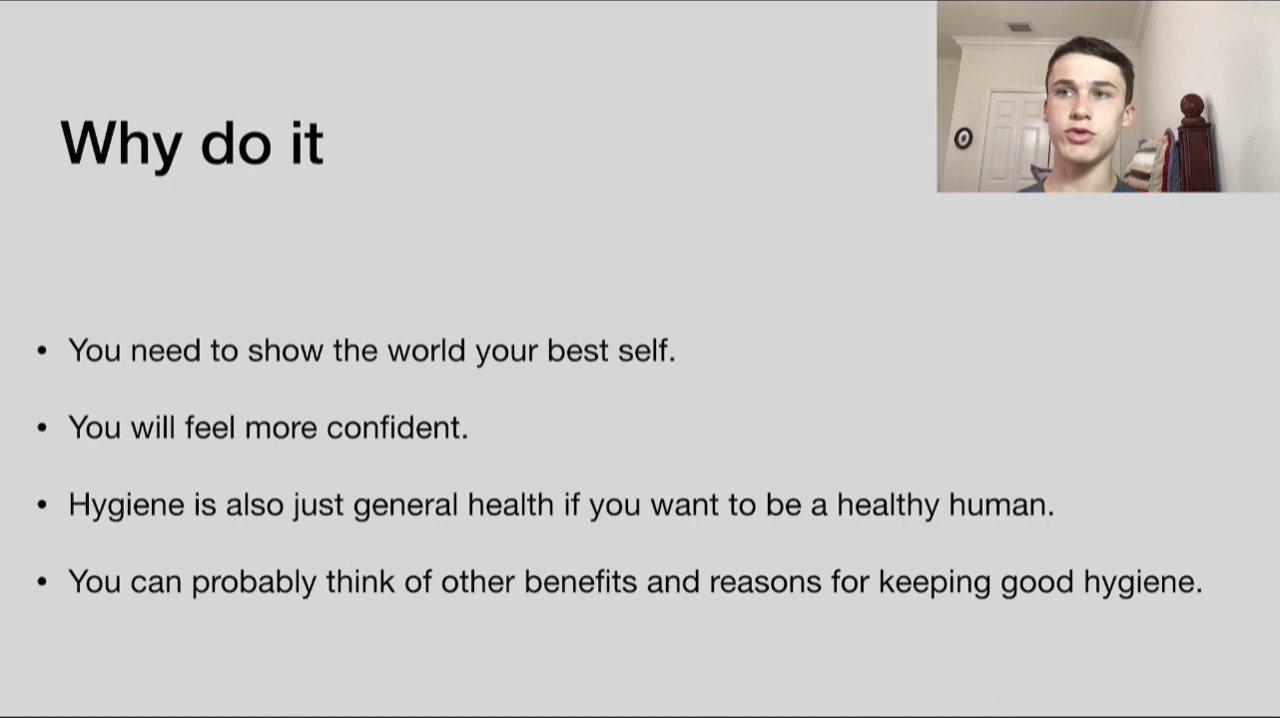 Why do it
• You need to show the world your best self.
• You will feel more confident.
• Hygiene is also just general health if you want to be a healthy human.
• You can probably think of other benefits and reasons for keeping good hygiene.